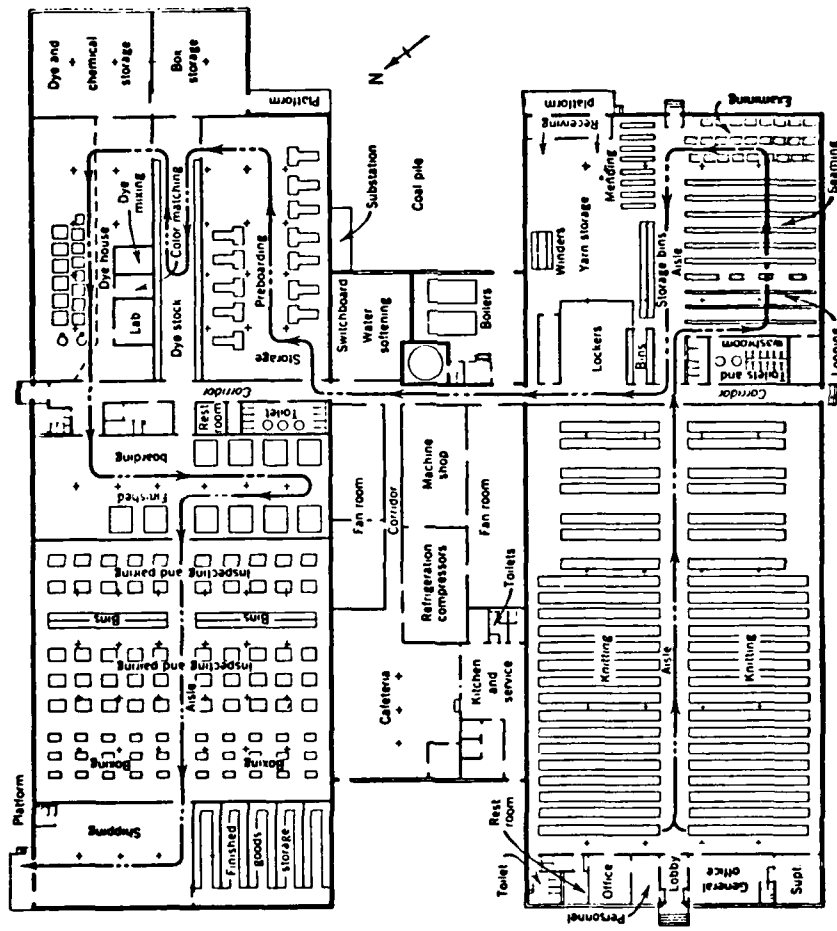 Dye and
chemical
storage
Box
storage
Platform
N
Dye house
Dye
mixing
Color matching
Lab
Dye stock
Preboarding
Storage
Substation
Coal pile
Switchboard
Water
softening
Boilers
Corridor
Rest
room
Toilet
Finished
boarding
Fan room
Corridor
Machine
shop
Fan room
Refrigeration
compressors
Toilets
Inspecting and pairing
Bins
Bins
Inspecting and pairing
Aisle
Boxing
Boxing
Cafeteria
Kitchen
and
service
Platform
Shipping
Finished
goods
storage
Receiving
platform
Examining
Mending
Winders
Yarn storage
Storage bins
Aisle
Seaming
Lockers
Bins
Toilets and
washroom
Looping
Corridor
Knitting
Aisle
Knitting
Rest
room
Toilet
Office
Lobby
Personnel
General
office
Supt.